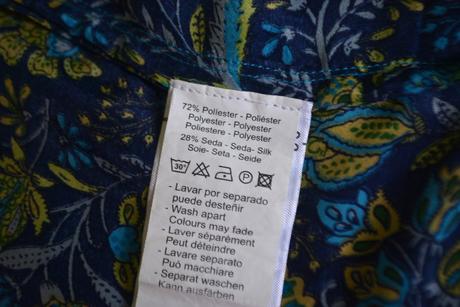 72% Poliester - Poliéster
Polyester - Polyester
Poliestere - Polyester
28% Seda - Seda- Silk
Soie- Seta - Seide
30°
P
- Lavar por separado
puede desteñir
- Wash apart
Colours may fade
- Laver séparément
Peut déteindre
- Lavare separato
Può macchiare
- Separat waschen
Kann ausfärben